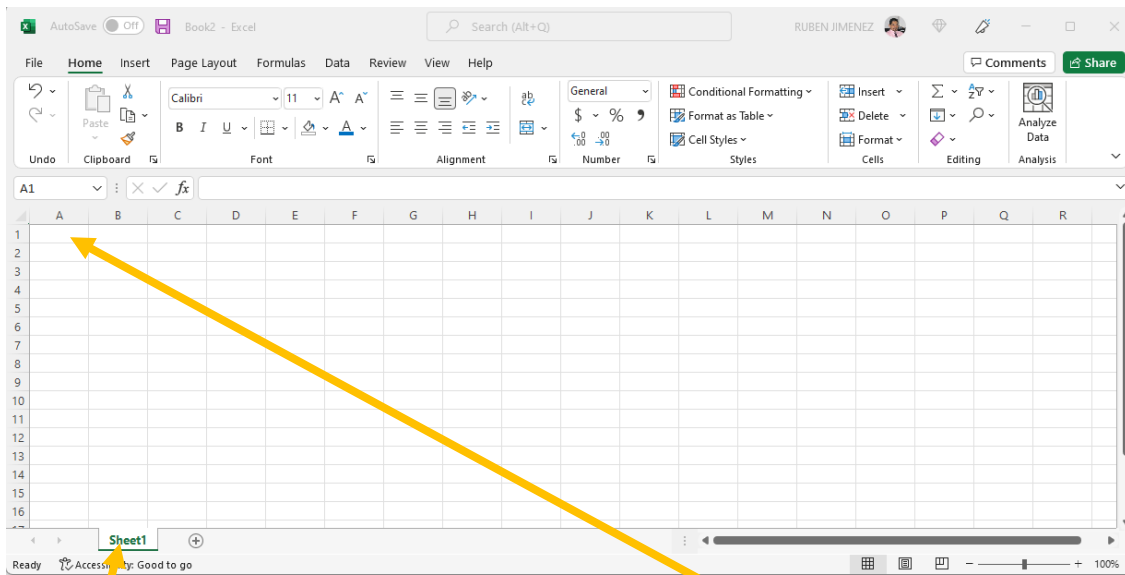 AutoSave Off Book2 - Excel Search (Alt+Q) RUBEN JIMENEZ
File Home Insert Page Layout Formulas Data Review View Help Comments Share
Calibri 11 A^ A˅ ab General Conditional Formatting Insert Σ
Paste B I U A $ % 9 Format as Table Delete Analyze
Cell Styles Format Data
Undo Clipboard Font Alignment Number Styles Cells Editing Analysis
A1 fx
A B C D E F G H I J K L M N O P Q R
1
2
3
4
5
6
7
8
9
10
11
12
13
14
15
16
Sheet1
Ready Good to go 100%